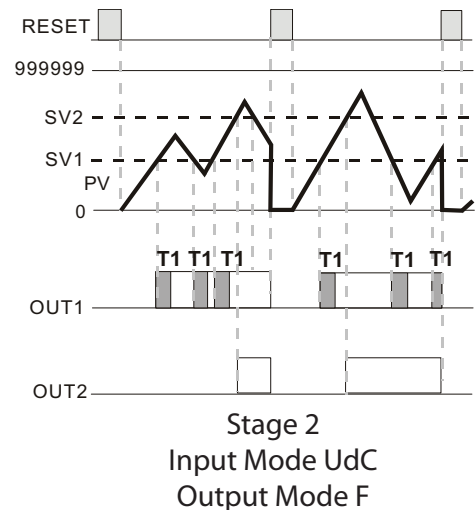 RESET
999999
SV2
SV1
PV
0
T1 T1 T1 T1 T1 T1
OUT1
OUT2
Stage 2
Input Mode UdC
Output Mode F